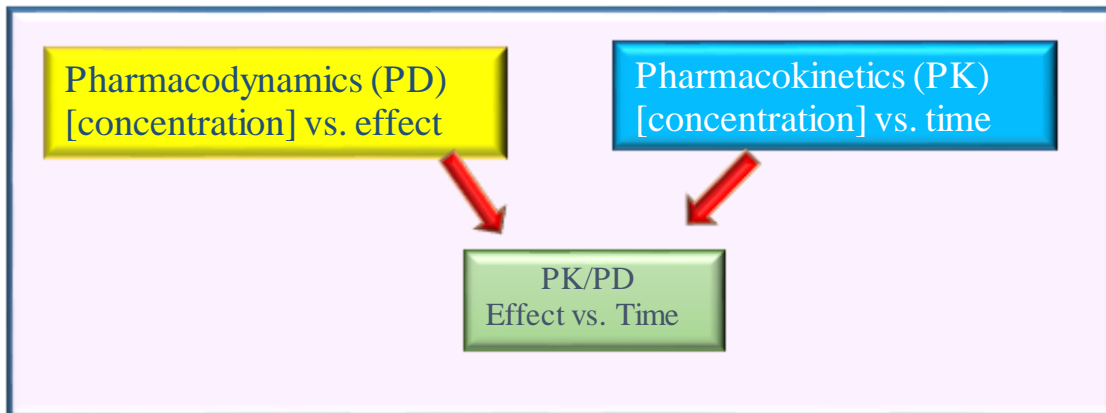 Pharmacodynamics (PD)
[concentration] vs. effect
Pharmacokinetics (PK)
[concentration] vs. time
PK/PD
Effect vs. Time